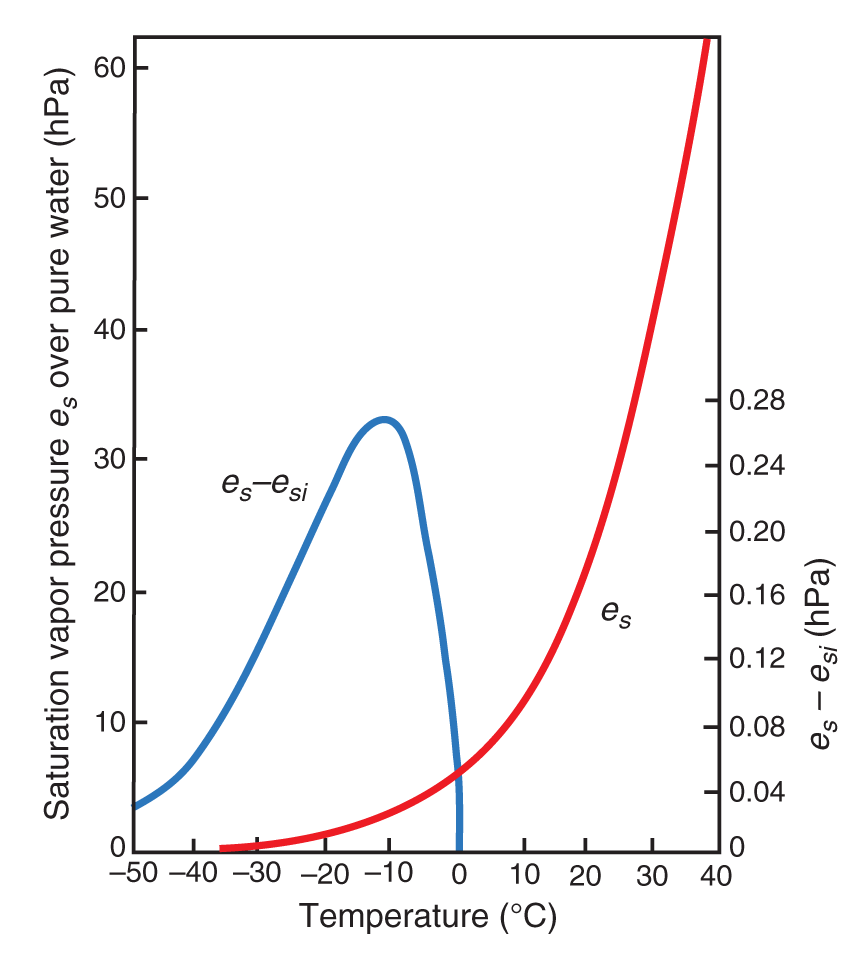 Saturation vapor pressure es over pure water (hPa)
60
50
40
30
20
10
0
es–esi
es
0.28
0.24
0.20
0.16
0.12
0.08
0.04
0
es – esi (hPa)
–50 –40 –30 –20 –10 0 10 20 30 40
Temperature (°C)